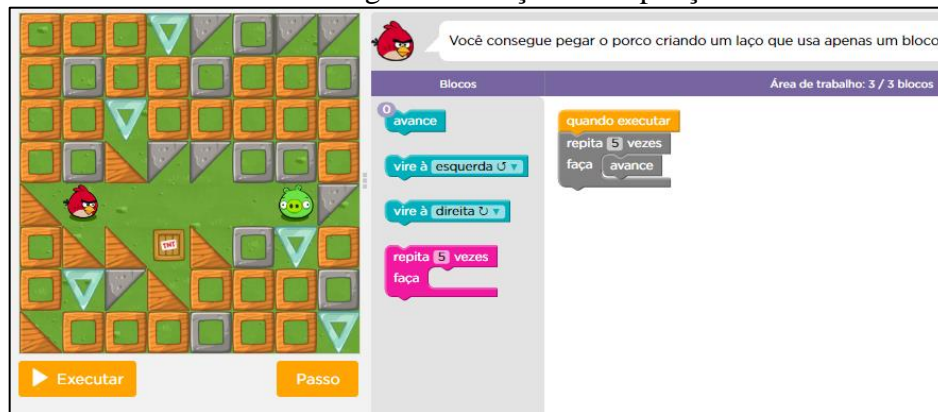 Você consegue pegar o porco criando um laço que usa apenas um bloco
Blocos
Área de trabalho: 3 / 3 blocos
0
avance
vire à esquerda ↺ ▼
vire à direita ↻ ▼
repita 5 vezes
faça
quando executar
repita 5 vezes
faça avance
TNT
Executar
Passo